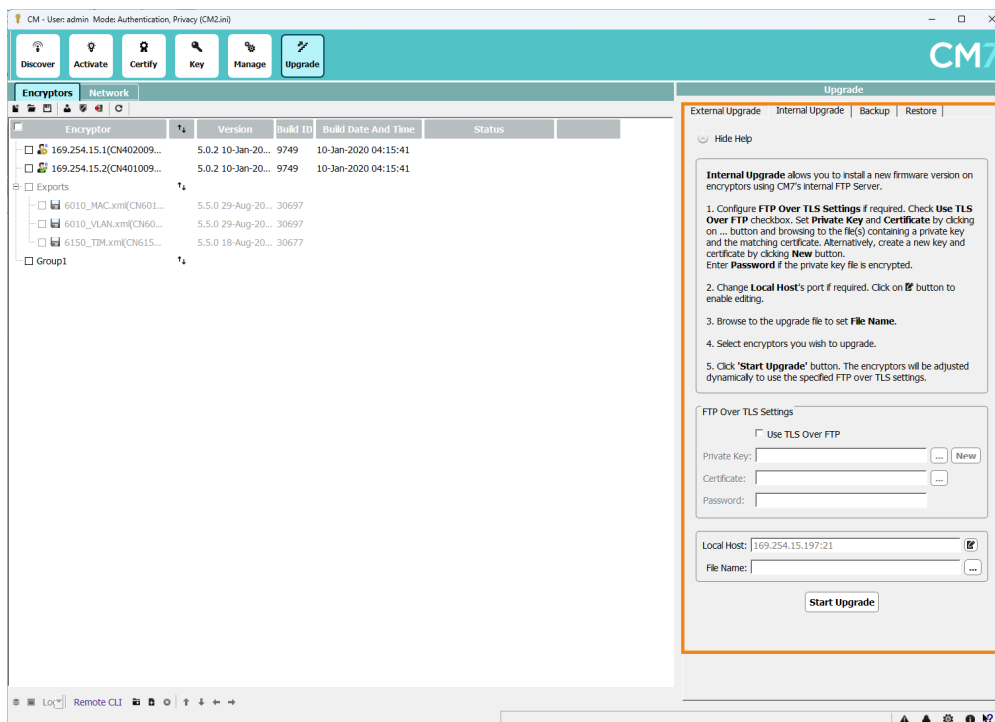 CM - User: admin Mode: Authentication, Privacy (CM2.ini)
Discover Activate Certify Key Manage Upgrade
CM7
Encryptors Network
Upgrade
External Upgrade Internal Upgrade Backup Restore
Encryptor Version Build ID Build Date And Time Status
169.254.15.1(CN402009... 5.0.2 10-Jan-20... 9749 10-Jan-2020 04:15:41
169.254.15.2(CN401009... 5.0.2 10-Jan-20... 9749 10-Jan-2020 04:15:41
Exports
6010_MAC.xml(CN601... 5.5.0 29-Aug-20... 30697
6010_VLAN.xml(CN60... 5.5.0 29-Aug-20... 30697
6150_TIM.xml(CN615... 5.5.0 18-Aug-20... 30677
Group1
Hide Help
Internal Upgrade allows you to install a new firmware version on
encryptors using CM7's internal FTP Server.
1. Configure FTP Over TLS Settings if required. Check Use TLS
Over FTP checkbox. Set Private Key and Certificate by clicking
on ... button and browsing to the file(s) containing a private key
and the matching certificate. Alternatively, create a new key and
certificate by clicking New button.
Enter Password if the private key file is encrypted.
2. Change Local Host's port if required. Click on button to
enable editing.
3. Browse to the upgrade file to set File Name.
4. Select encryptors you wish to upgrade.
5. Click 'Start Upgrade' button. The encryptors will be adjusted
dynamically to use the specified FTP over TLS settings.
FTP Over TLS Settings
Use TLS Over FTP
Private Key: ... New
Certificate: ...
Password:
Local Host: 169.254.15.197:21
File Name: ...
Start Upgrade
Remote CLI